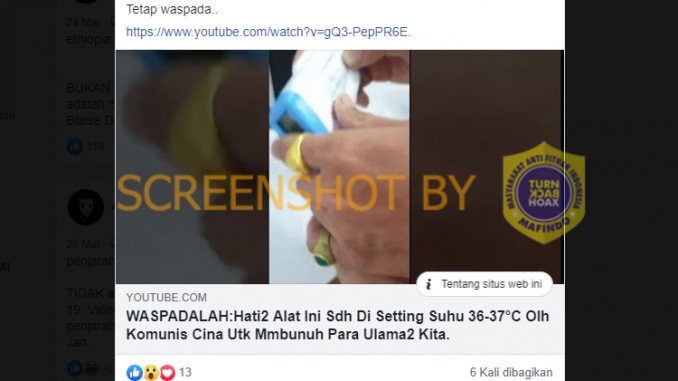 Tetap waspada..
https://www.youtube.com/watch?v=gQ3-PepPR6E.
24 Mar
ethiopia
BUKAN
adalah "S
Blaise D
110
29 Mar
penjarah
TIDAK a
19. Video
penjarah
Jan...
AI
SCREENSHOT BY
MASYARAKAT ANTI FITNAH INDONESIA
TURN
BACK
HOAX
MAFINDO
i Tentang situs web ini
YOUTUBE.COM
WASPADALAH:Hati2 Alat Ini Sdh Di Setting Suhu 36-37°C Olh
Komunis Cina Utk Mmbunuh Para Ulama2 Kita.
13
6 Kali dibagikan